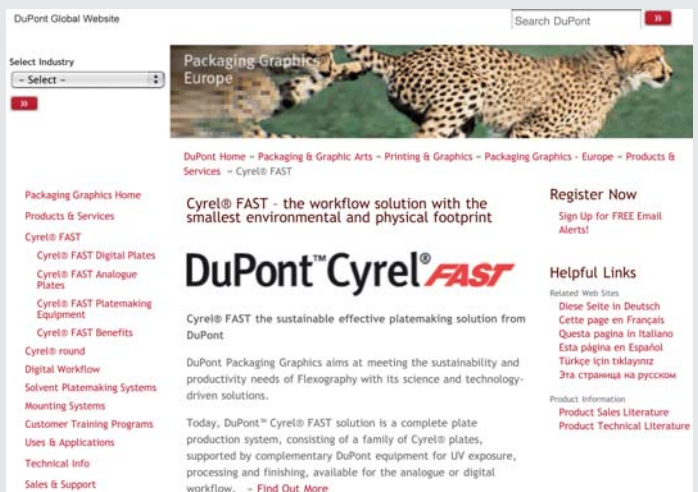 DuPont Global Website
Search DuPont
»
Select Industry
- Select -
»
Packaging Graphics
Europe
DuPont Home » Packaging & Graphic Arts » Printing & Graphics » Packaging Graphics - Europe » Products &
Services » Cyrel® FAST
Packaging Graphics Home
Products & Services
Cyrel® FAST
Cyrel® FAST Digital Plates
Cyrel® FAST Analogue
Plates
Cyrel® FAST Platemaking
Equipment
Cyrel® FAST Benefits
Cyrel® round
Digital Workflow
Solvent Platemaking Systems
Mounting Systems
Customer Training Programs
Uses & Applications
Technical Info
Sales & Support
Cyrel® FAST - the workflow solution with the
smallest environmental and physical footprint
DuPont™ Cyrel® FAST
Cyrel® FAST the sustainable effective platemaking solution from
DuPont
DuPont Packaging Graphics aims at meeting the sustainability and
productivity needs of Flexography with its science and technology-
driven solutions.
Today, DuPont™ Cyrel® FAST solution is a complete plate
production system, consisting of a family of Cyrel® plates,
supported by complementary DuPont equipment for UV exposure,
processing and finishing, available for the analogue or digital
workflow. » Find Out More
Register Now
Sign Up for FREE Email
Alerts!
Helpful Links
Related Web Sites
Diese Seite in Deutsch
Cette page en Français
Questa pagina in Italiano
Esta página en Español
Türkçe için tıklayınız
Эта страница на русском
Product Information
Product Sales Literature
Product Technical Literature